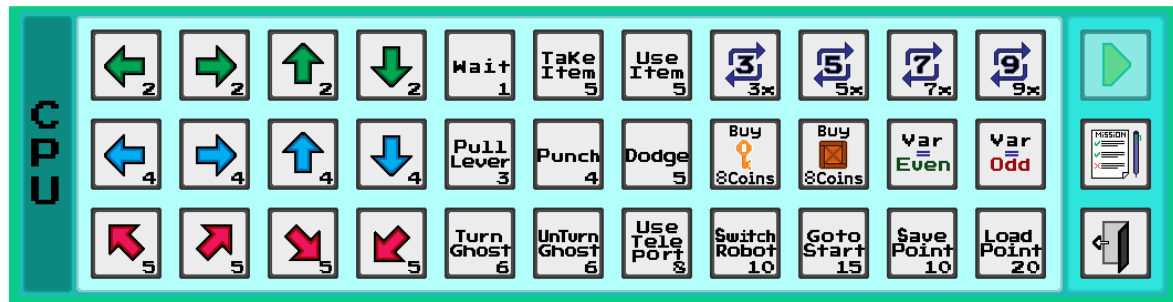 CPU
2
2
2
2
Wait
1
Take
Item
5
Use
Item
5
3
3x
5
5x
7
7x
9
9x
4
4
4
4
Pull
Lever
3
Punch
4
Dodge
5
Buy
8Coins
Buy
8Coins
Var
=
Even
Var
=
Odd
MISSION
5
5
5
5
Turn
Ghost
6
UnTurn
Ghost
6
Use
Tele
port
8
Switch
Robot
10
Goto
Start
15
Save
Point
10
Load
Point
20